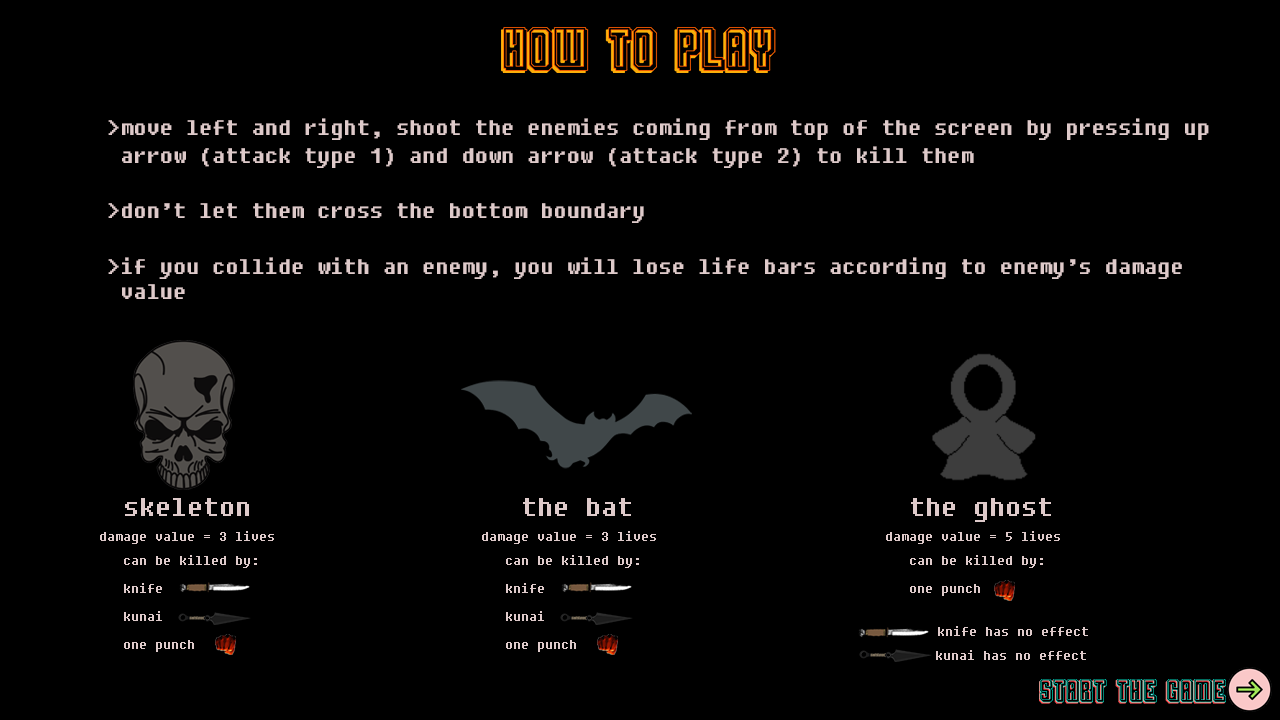 HOW TO PLAY
>move left and right, shoot the enemies coming from top of the screen by pressing up
arrow (attack type 1) and down arrow (attack type 2) to kill them
>don't let them cross the bottom boundary
>if you collide with an enemy, you will lose life bars according to enemy's damage
value
skeleton
damage value = 3 lives
can be killed by:
knife
kunai
one punch
the bat
damage value = 3 lives
can be killed by:
knife
kunai
one punch
the ghost
damage value = 5 lives
can be killed by:
one punch
knife has no effect
kunai has no effect
START THE GAME